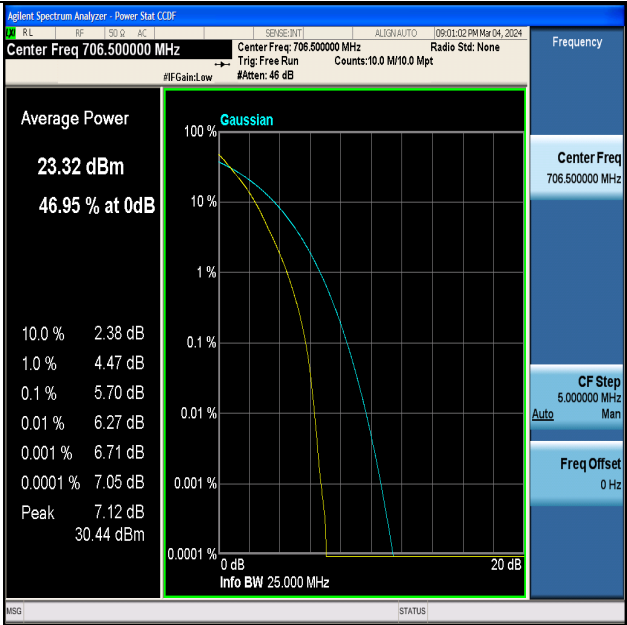 Agilent Spectrum Analyzer - Power Stat CCDF
LXI RL RF 50 Ω AC SENSE:INT ALIGN AUTO 09:01:02 PM Mar 04, 2024
Center Freq 706.500000 MHz
Center Freq: 706.500000 MHz Radio Std: None
Trig: Free Run Counts:10.0 M/10.0 Mpt
#IFGain:Low #Atten: 46 dB
Frequency
Center Freq
706.500000 MHz
CF Step
5.000000 MHz
Auto Man
Freq Offset
0 Hz
Average Power
23.32 dBm
46.95 % at 0dB
10.0 % 2.38 dB
1.0 % 4.47 dB
0.1 % 5.70 dB
0.01 % 6.27 dB
0.001 % 6.71 dB
0.0001 % 7.05 dB
Peak 7.12 dB
30.44 dBm
Gaussian
100 %
10 %
1 %
0.1 %
0.01 %
0.001 %
0.0001 %
0 dB 20 dB
Info BW 25.000 MHz
MSG STATUS